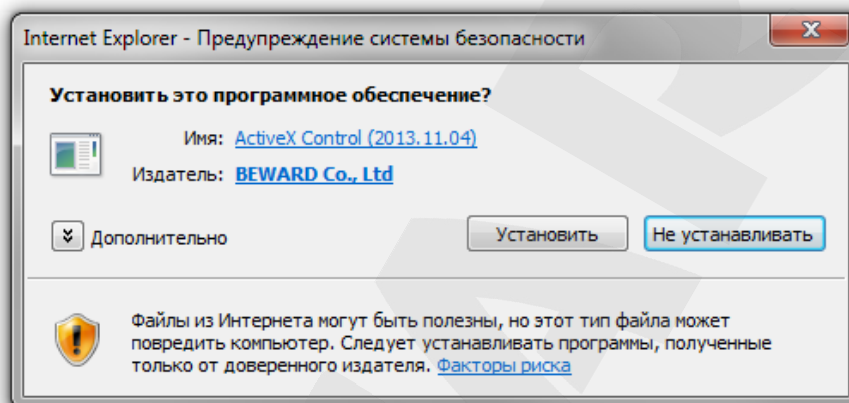 Internet Explorer - Предупреждение системы безопасности
Установить это программное обеспечение?
Имя: ActiveX Control (2013.11.04)
Издатель: BEWARD Co., Ltd
Дополнительно
Установить
Не устанавливать
Файлы из Интернета могут быть полезны, но этот тип файла может
повредить компьютер. Следует устанавливать программы, полученные
только от доверенного издателя. Факторы риска